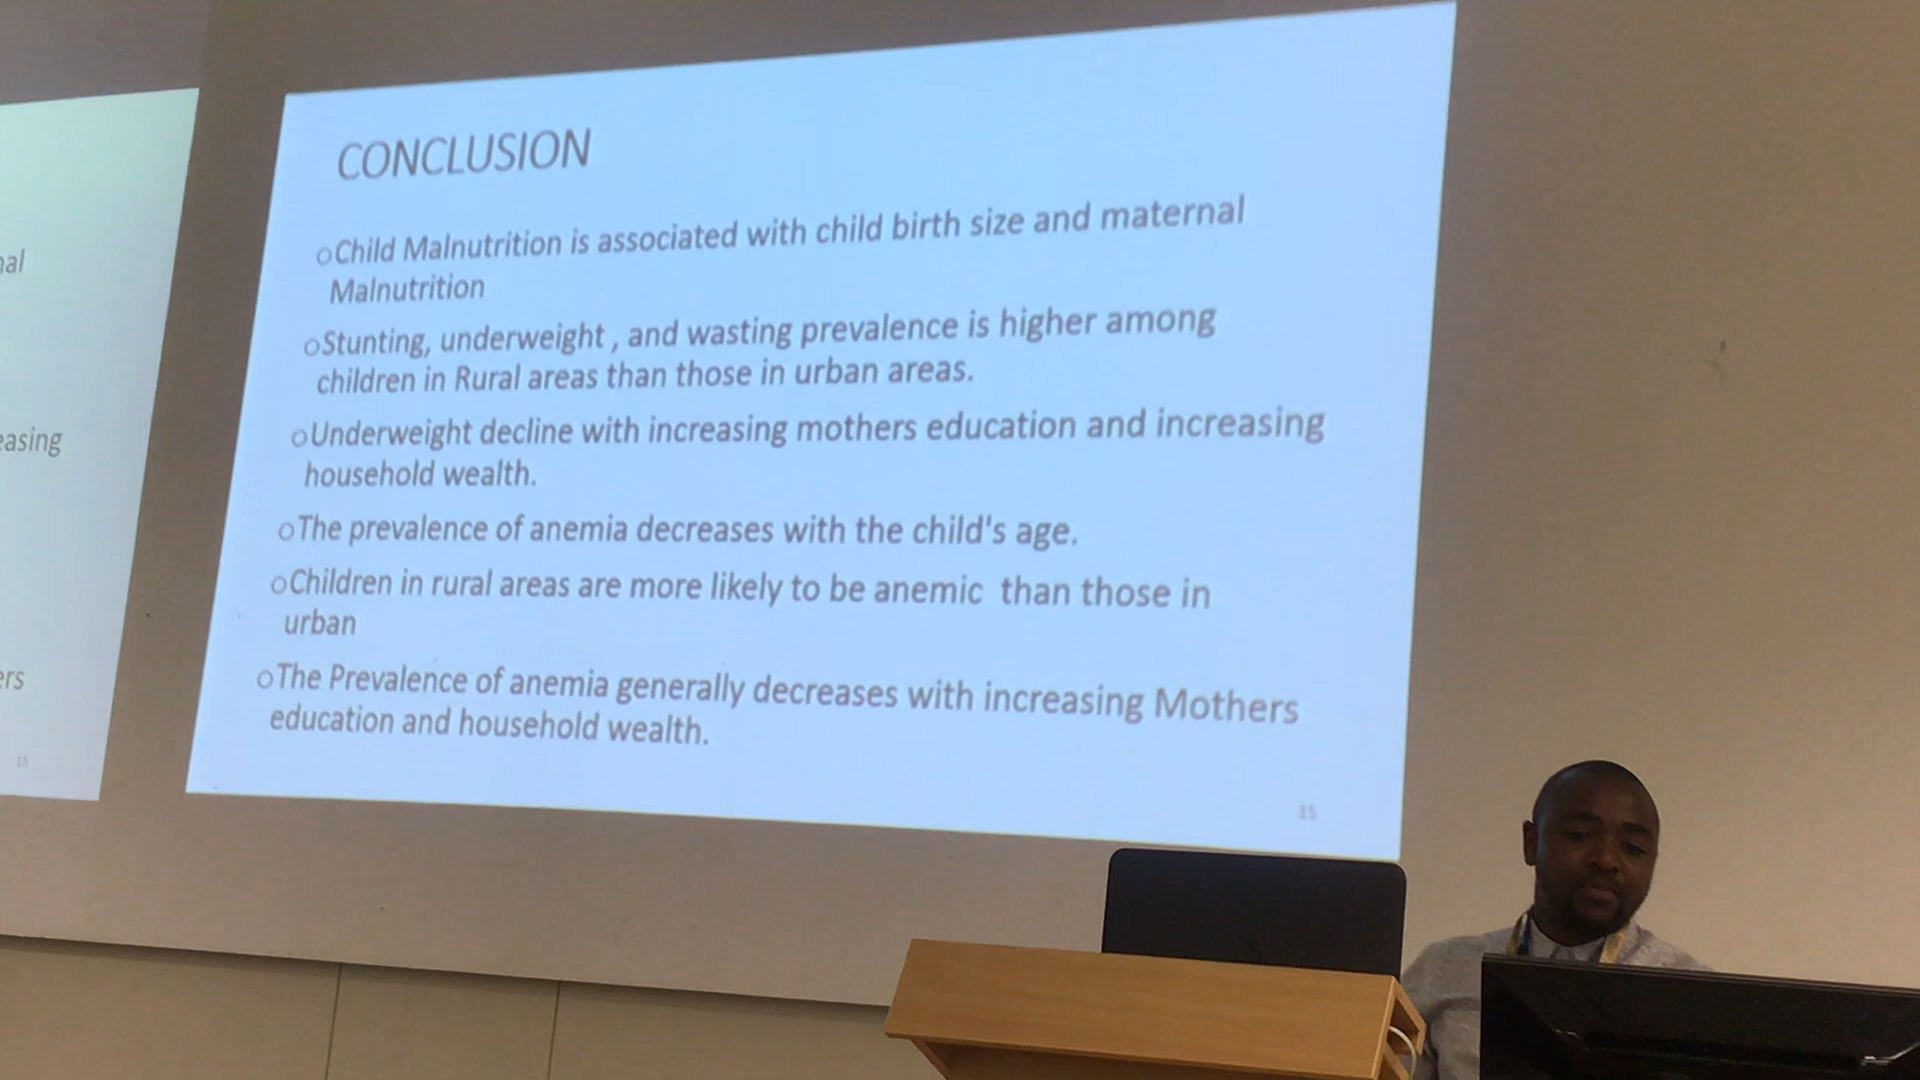 CONCLUSION
oChild Malnutrition is associated with child birth size and maternal
Malnutrition
oStunting, underweight , and wasting prevalence is higher among
children in Rural areas than those in urban areas.
oUnderweight decline with increasing mothers education and increasing
household wealth.
oThe prevalence of anemia decreases with the child's age.
oChildren in rural areas are more likely to be anemic than those in
urban
oThe Prevalence of anemia generally decreases with increasing Mothers
education and household wealth.
15
nal
easing
ers
15